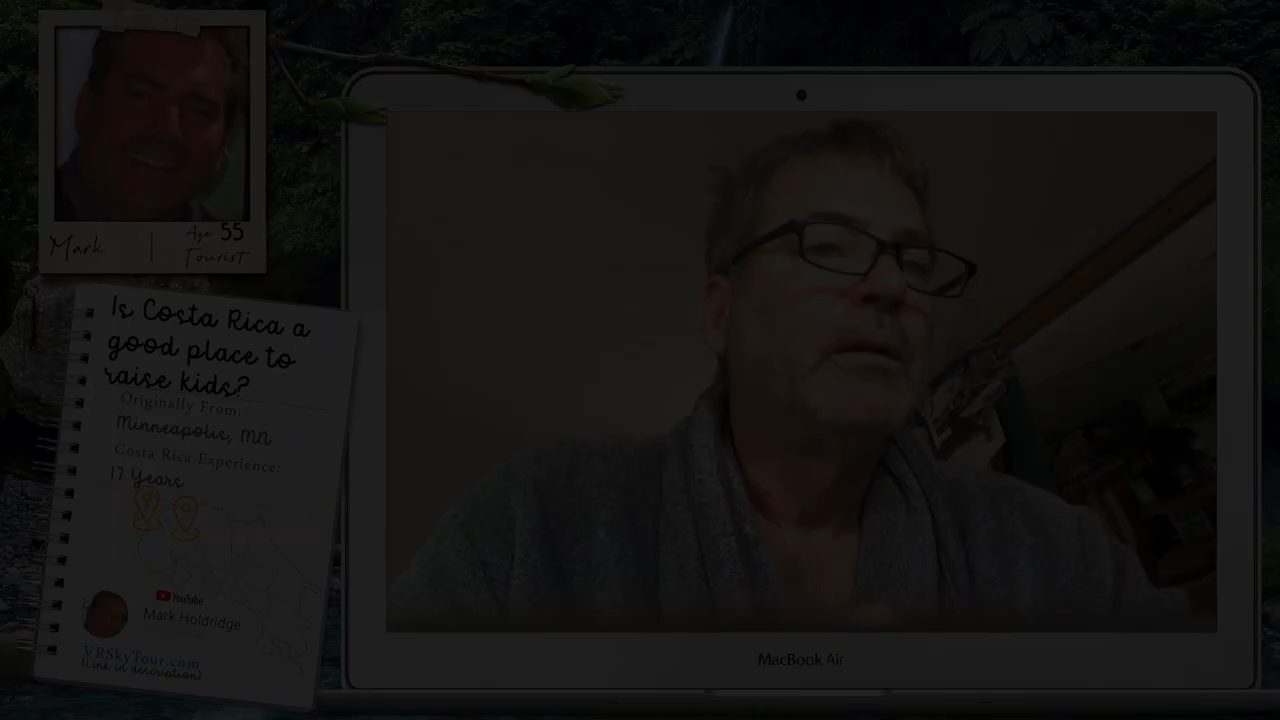 Mark
Age 55
Tourist
Is Costa Rica a
good place to
raise kids?
Originally From:
Minneapolis, MN
Costa Rica Experience:
17 Years
YouTube
Mark Holdridge
VRSkyTour.com
(Link in description)
MacBook Air